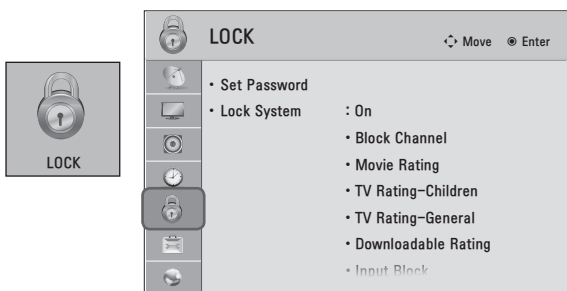 LOCK
LOCK
Move Enter
• Set Password
• Lock System : On
• Block Channel
• Movie Rating
• TV Rating-Children
• TV Rating-General
• Downloadable Rating
• Input Block